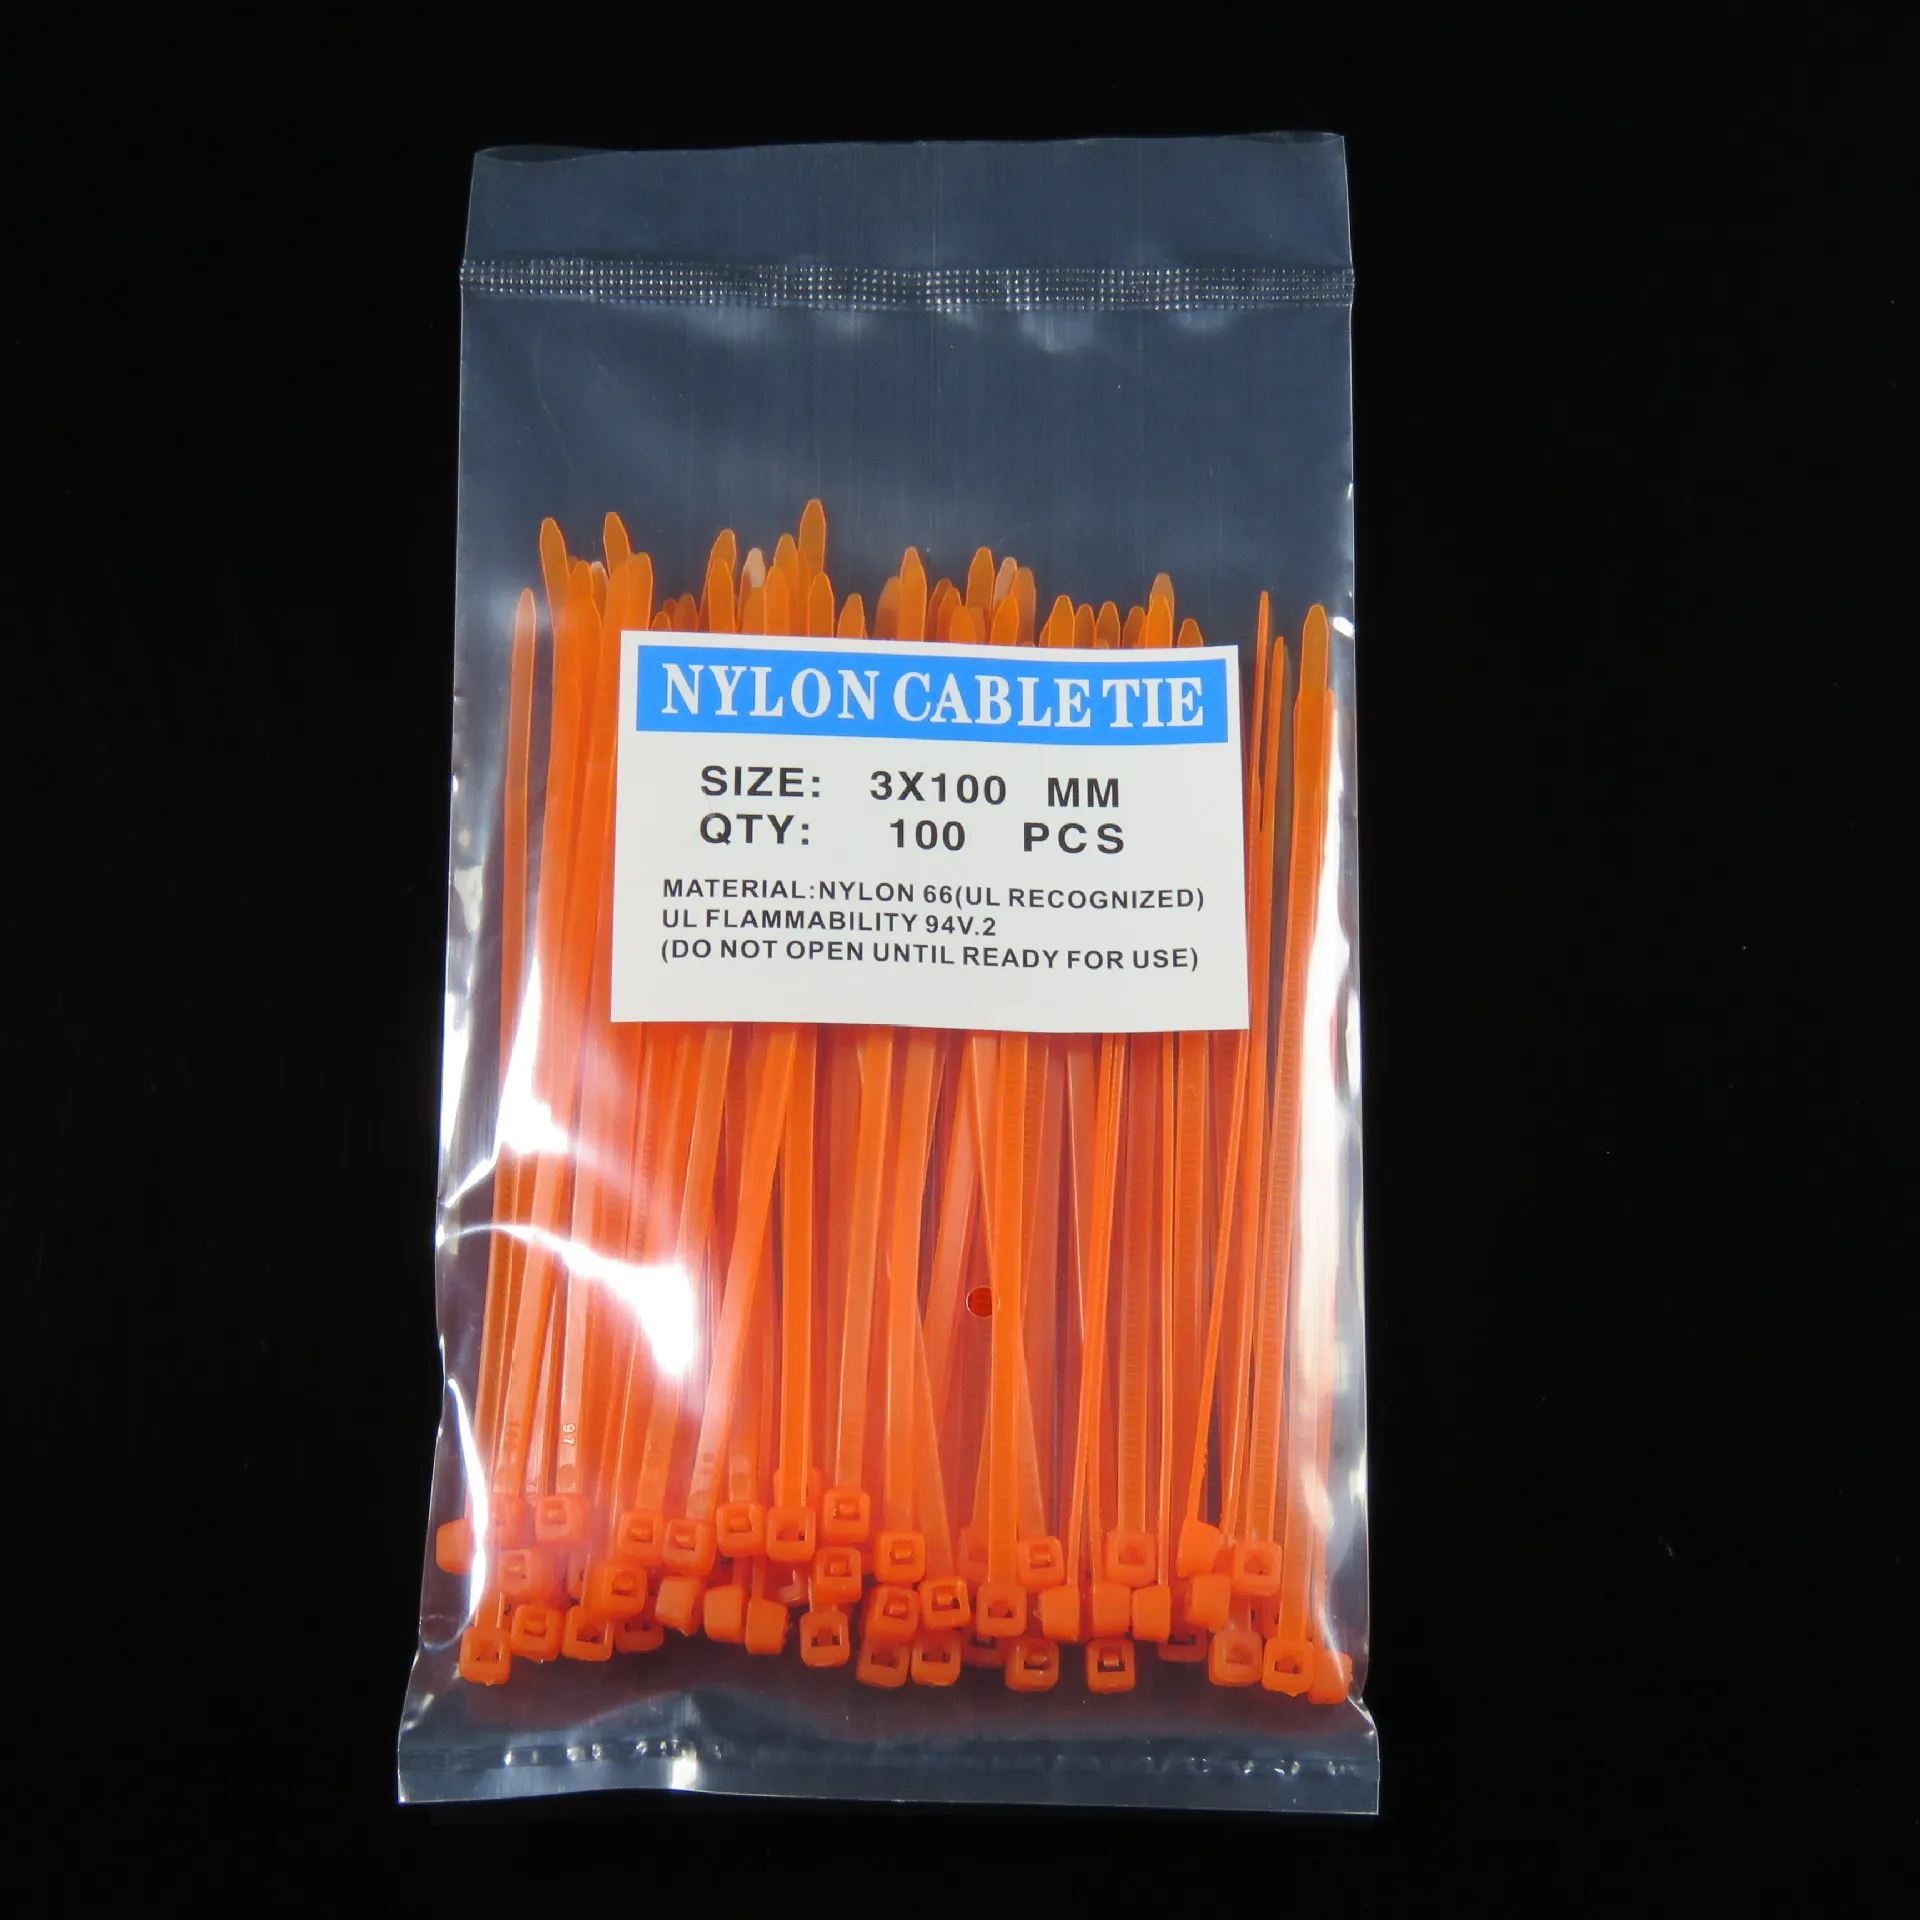 NYLON CABLE TIE
SIZE: 3X100 MM
QTY: 100 PCS
MATERIAL:NYLON 66(UL RECOGNIZED)
UL FLAMMABILITY 94V.2
(DO NOT OPEN UNTIL READY FOR USE)
97